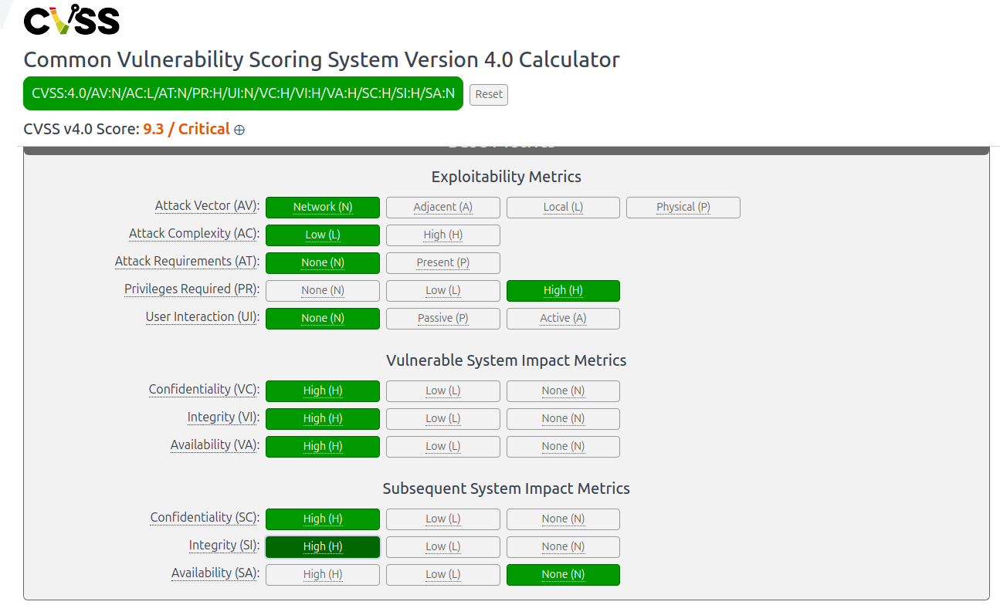 CVSS
Common Vulnerability Scoring System Version 4.0 Calculator
CVSS:4.0/AV:N/AC:L/AT:N/PR:H/UI:N/VC:H/VI:H/VA:H/SC:H/SI:H/SA:N Reset
CVSS v4.0 Score: 9.3 / Critical
Exploitability Metrics
Attack Vector (AV): Network (N) Adjacent (A) Local (L) Physical (P)
Attack Complexity (AC): Low (L) High (H)
Attack Requirements (AT): None (N) Present (P)
Privileges Required (PR): None (N) Low (L) High (H)
User Interaction (UI): None (N) Passive (P) Active (A)
Vulnerable System Impact Metrics
Confidentiality (VC): High (H) Low (L) None (N)
Integrity (VI): High (H) Low (L) None (N)
Availability (VA): High (H) Low (L) None (N)
Subsequent System Impact Metrics
Confidentiality (SC): High (H) Low (L) None (N)
Integrity (SI): High (H) Low (L) None (N)
Availability (SA): High (H) Low (L) None (N)